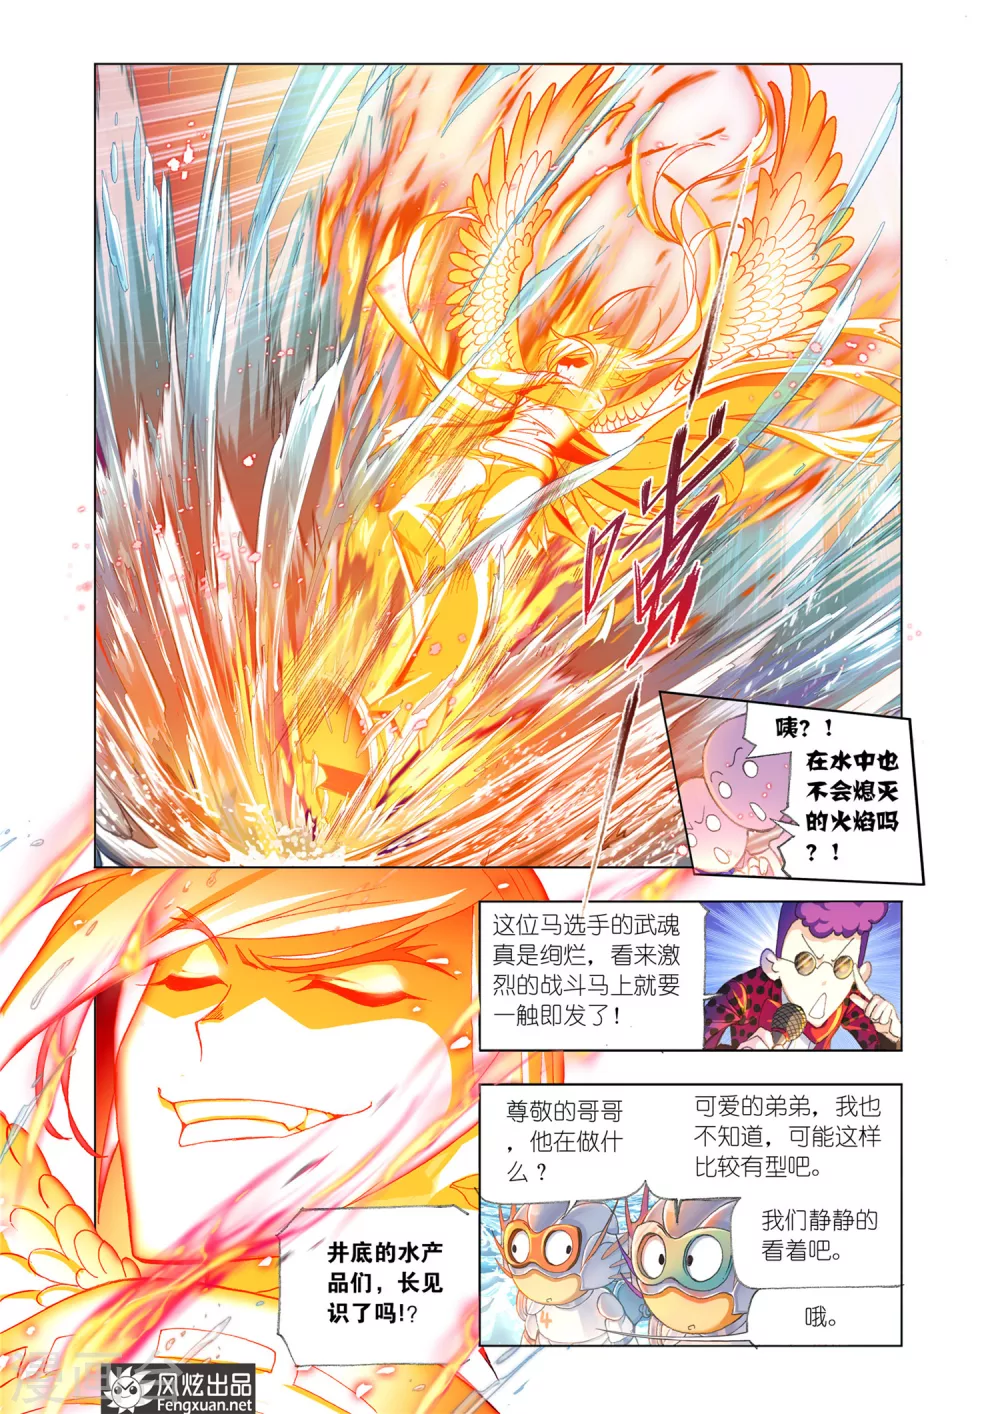 嗤
咦？！
在水中也
不会熄灭
的火焰吗
？！
这位马选手的武魂
真是绚烂，看来激
烈的战斗马上就要
一触即发了！
尊敬的哥哥
，他在做什
么？
可爱的弟弟，我也
不知道，可能这样
比较有型吧。
我们静静的
看着吧。
哦。
井底的水产
品们，长见
识了吗!?
4
风炫出品
Fengxuan.net